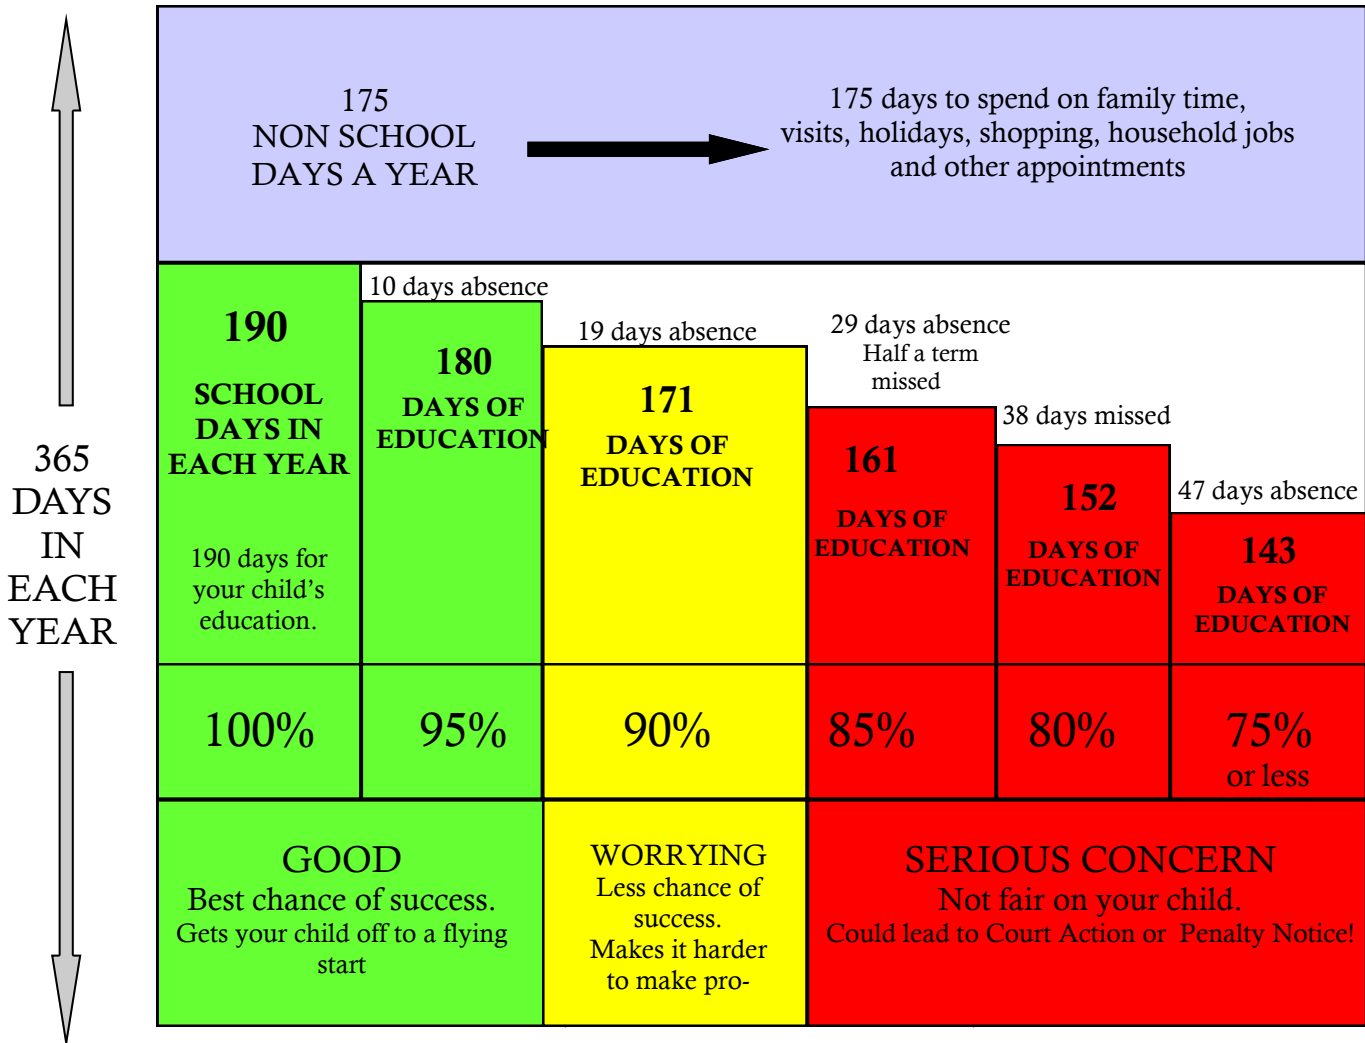 365
DAYS
IN
EACH
YEAR
175
NON SCHOOL
DAYS A YEAR
175 days to spend on family time,
visits, holidays, shopping, household jobs
and other appointments
190
SCHOOL
DAYS IN
EACH YEAR
190 days for
your child’s
education.
10 days absence
180
DAYS OF
EDUCATION
19 days absence
171
DAYS OF
EDUCATION
29 days absence
Half a term
missed
161
DAYS OF
EDUCATION
38 days missed
152
DAYS OF
EDUCATION
47 days absence
143
DAYS OF
EDUCATION
100%
95%
90%
85%
80%
75%
or less
GOOD
Best chance of success.
Gets your child off to a flying
start
WORRYING
Less chance of
success.
Makes it harder
to make pro-
SERIOUS CONCERN
Not fair on your child.
Could lead to Court Action or Penalty Notice!